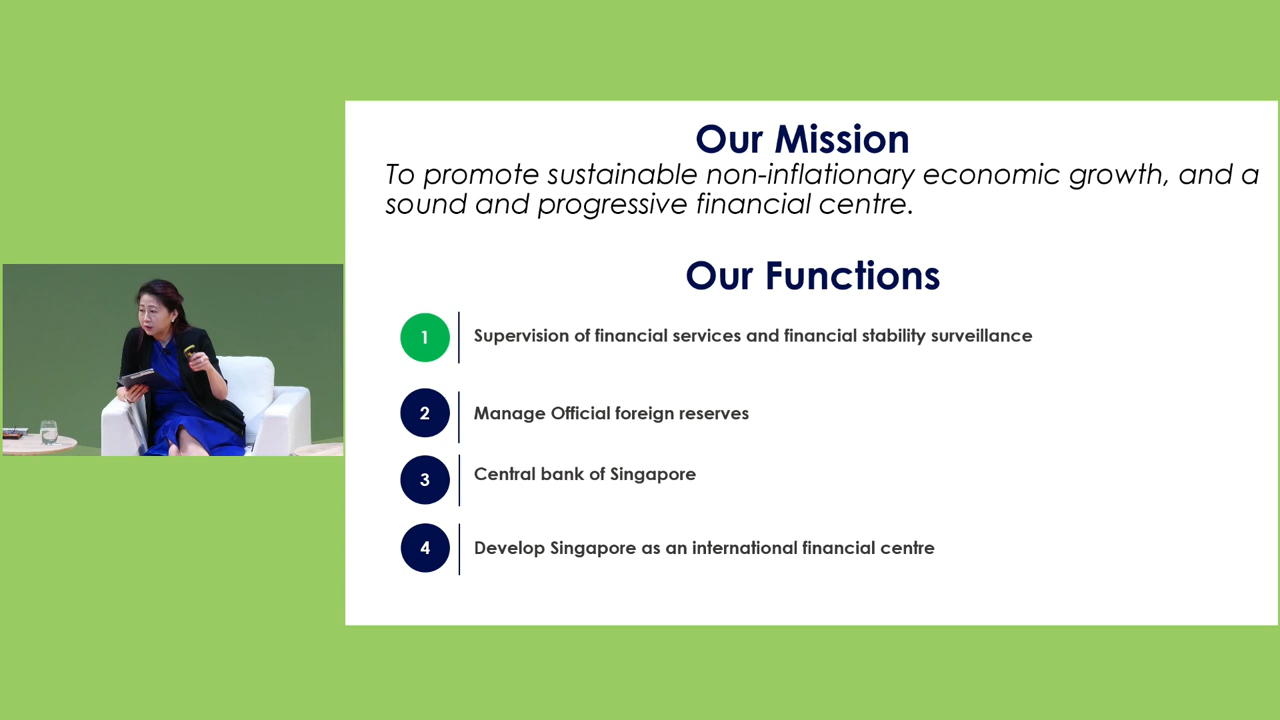 Our Mission
To promote sustainable non-inflationary economic growth, and a
sound and progressive financial centre.
Our Functions
1 Supervision of financial services and financial stability surveillance
2 Manage Official foreign reserves
3 Central bank of Singapore
4 Develop Singapore as an international financial centre